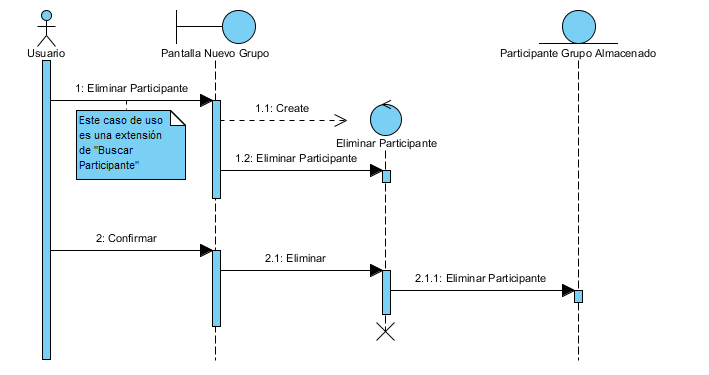 Usuario
Pantalla Nuevo Grupo
Participante Grupo Almacenado
1: Eliminar Participante
1.1: Create
Este caso de uso
es una extensión
de "Buscar
Participante"
Eliminar Participante
1.2: Eliminar Participante
2: Confirmar
2.1: Eliminar
2.1.1: Eliminar Participante